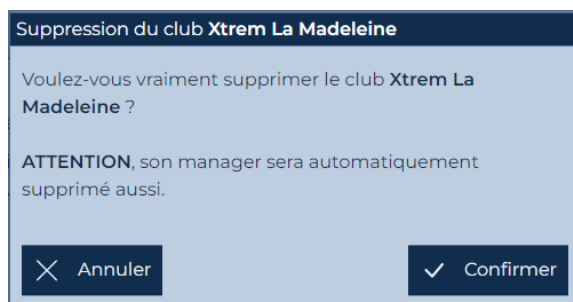 Suppression du club Xtrem La Madeleine
Voulez-vous vraiment supprimer le club Xtrem La
Madeleine ?
ATTENTION, son manager sera automatiquement
supprimé aussi.
Annuler
Confirmer